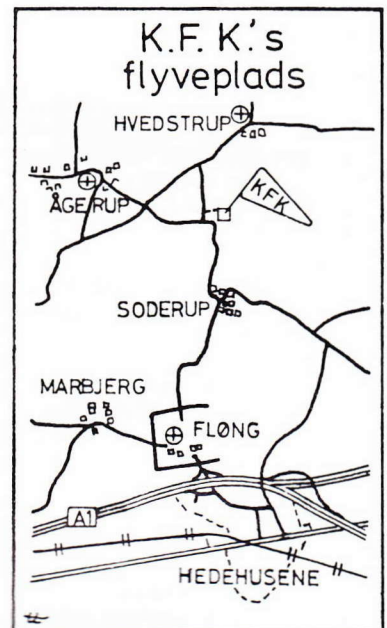 K.F.K.'s
flyveplads
HVEDSTRUP
KFK
ÅGERUP
SODERUP
MARBJERG
FLØNG
A1
HEDEHUSENE